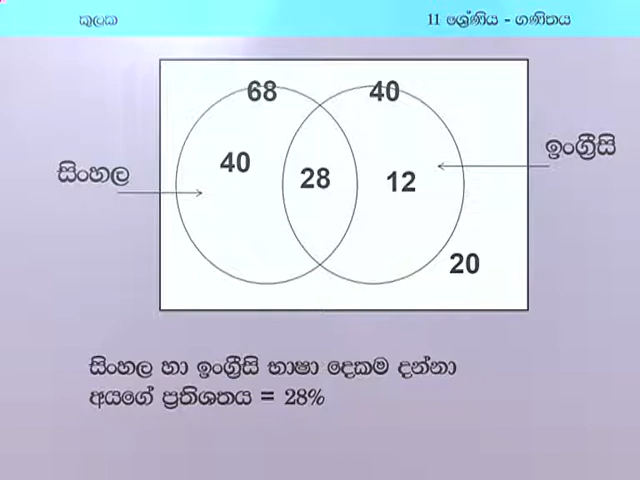 කුලක
11 ශ්‍රේණිය - ගණිතය
68
40
ඉංග්‍රීසි
සිංහල
40
28
12
20
සිංහල හා ඉංග්‍රීසි භාෂා දෙකම දන්නා
අයගේ ප්‍රතිශතය = 28%